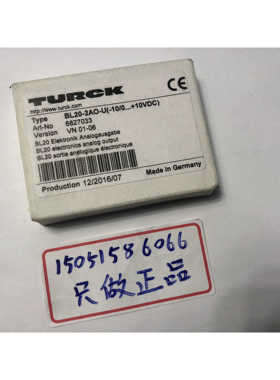 TURCK
http://www.turck.com
Type BL20-2AO-U(-10/0...+10VDC)
Art-No 6827033
Version VN 01-06
BL20 Elektronik Analogausgabe
BL20 electronics analog output
BL20 sortie analogique électronique
Made in Germany
Production 12/2016/07
CE
15051586066
只做正品